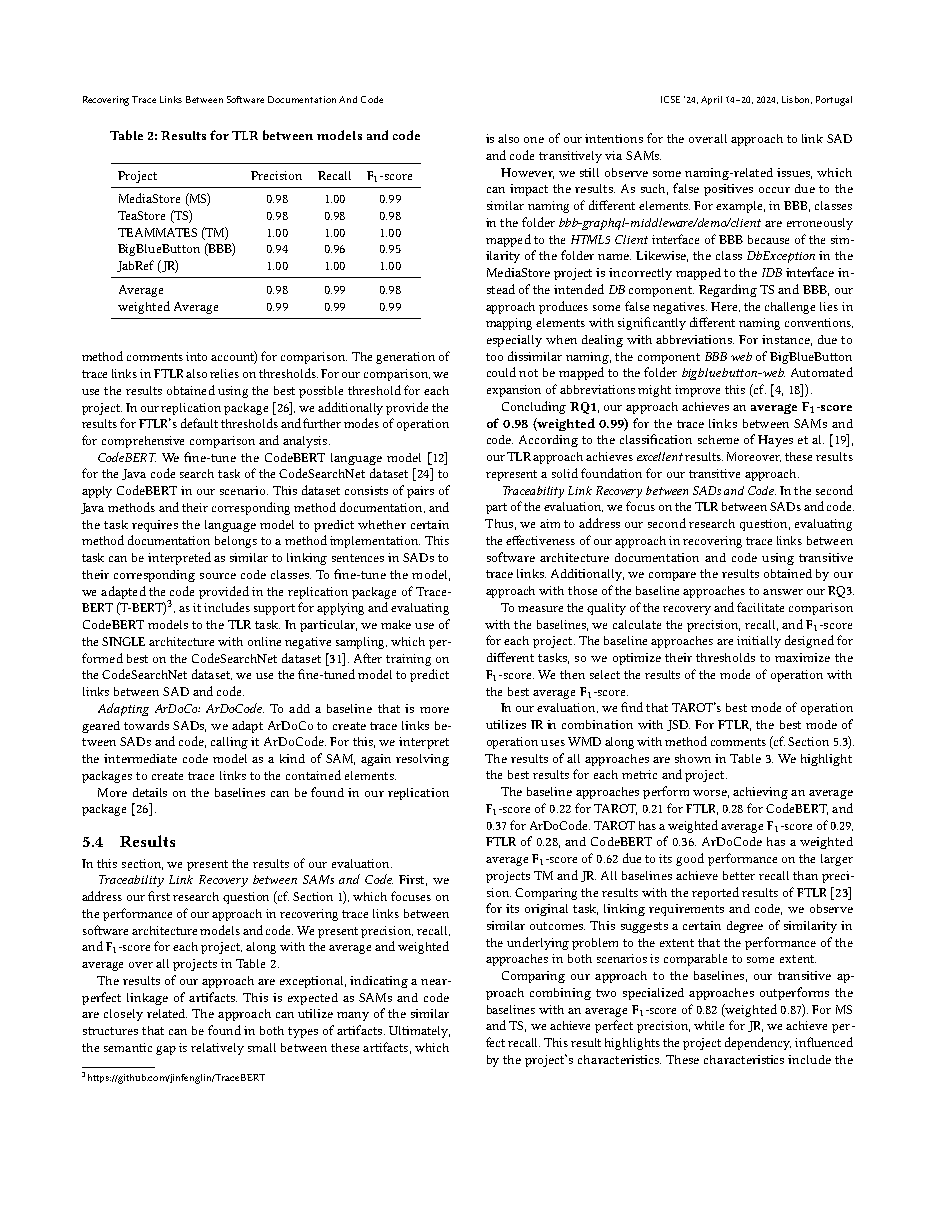 Recovering Trace Links Between Software Documentation And Code
ICSE '24, April 14–20, 2024, Lisbon, Portugal
Table 2: Results for TLR between models and code
Project Precision Recall F1-score
MediaStore (MS) 0.98 1.00 0.99
TeaStore (TS) 0.98 0.98 0.98
TEAMMATES (TM) 1.00 1.00 1.00
BigBlueButton (BBB) 0.94 0.96 0.95
JabRef (JR) 1.00 1.00 1.00
Average 0.98 0.99 0.98
weighted Average 0.99 0.99 0.99
method comments into account) for comparison. The generation of
trace links in FTLR also relies on thresholds. For our comparison, we
use the results obtained using the best possible threshold for each
project. In our replication package [26], we additionally provide the
results for FTLR's default thresholds and further modes of operation
for comprehensive comparison and analysis.
CodeBERT. We fine-tune the CodeBERT language model [12]
for the Java code search task of the CodeSearchNet dataset [24] to
apply CodeBERT in our scenario. This dataset consists of pairs of
Java methods and their corresponding method documentation, and
the task requires the language model to predict whether certain
method documentation belongs to a method implementation. This
task can be interpreted as similar to linking sentences in SADs to
their corresponding source code classes. To fine-tune the model,
we adapted the code provided in the replication package of Trace-
BERT (T-BERT)3, as it includes support for applying and evaluating
CodeBERT models to the TLR task. In particular, we make use of
the SINGLE architecture with online negative sampling, which per-
formed best on the CodeSearchNet dataset [31]. After training on
the CodeSearchNet dataset, we use the fine-tuned model to predict
links between SAD and code.
Adapting ArDoCo: ArDoCode. To add a baseline that is more
geared towards SADs, we adapt ArDoCo to create trace links be-
tween SADs and code, calling it ArDoCode. For this, we interpret
the intermediate code model as a kind of SAM, again resolving
packages to create trace links to the contained elements.
More details on the baselines can be found in our replication
package [26].
5.4 Results
In this section, we present the results of our evaluation.
Traceability Link Recovery between SAMs and Code. First, we
address our first research question (cf. Section 1), which focuses on
the performance of our approach in recovering trace links between
software architecture models and code. We present precision, recall,
and F1-score for each project, along with the average and weighted
average over all projects in Table 2.
The results of our approach are exceptional, indicating a near-
perfect linkage of artifacts. This is expected as SAMs and code
are closely related. The approach can utilize many of the similar
structures that can be found in both types of artifacts. Ultimately,
the semantic gap is relatively small between these artifacts, which
3https://github.com/jinfenglin/TraceBERT
is also one of our intentions for the overall approach to link SAD
and code transitively via SAMs.
However, we still observe some naming-related issues, which
can impact the results. As such, false positives occur due to the
similar naming of different elements. For example, in BBB, classes
in the folder bbb-graphql-middleware/demo/client are erroneously
mapped to the HTML5 Client interface of BBB because of the sim-
ilarity of the folder name. Likewise, the class DbException in the
MediaStore project is incorrectly mapped to the IDB interface in-
stead of the intended DB component. Regarding TS and BBB, our
approach produces some false negatives. Here, the challenge lies in
mapping elements with significantly different naming conventions,
especially when dealing with abbreviations. For instance, due to
too dissimilar naming, the component BBB web of BigBlueButton
could not be mapped to the folder bigbluebutton-web. Automated
expansion of abbreviations might improve this (cf. [4, 18]).
Concluding RQ1, our approach achieves an average F1-score
of 0.98 (weighted 0.99) for the trace links between SAMs and
code. According to the classification scheme of Hayes et al. [19],
our TLR approach achieves excellent results. Moreover, these results
represent a solid foundation for our transitive approach.
Traceability Link Recovery between SADs and Code. In the second
part of the evaluation, we focus on the TLR between SADs and code.
Thus, we aim to address our second research question, evaluating
the effectiveness of our approach in recovering trace links between
software architecture documentation and code using transitive
trace links. Additionally, we compare the results obtained by our
approach with those of the baseline approaches to answer our RQ3.
To measure the quality of the recovery and facilitate comparison
with the baselines, we calculate the precision, recall, and F1-score
for each project. The baseline approaches are initially designed for
different tasks, so we optimize their thresholds to maximize the
F1-score. We then select the results of the mode of operation with
the best average F1-score.
In our evaluation, we find that TAROT's best mode of operation
utilizes IR in combination with JSD. For FTLR, the best mode of
operation uses WMD along with method comments (cf. Section 5.3).
The results of all approaches are shown in Table 3. We highlight
the best results for each metric and project.
The baseline approaches perform worse, achieving an average
F1-score of 0.22 for TAROT, 0.21 for FTLR, 0.28 for CodeBERT, and
0.37 for ArDoCode. TAROT has a weighted average F1-score of 0.29,
FTLR of 0.28, and CodeBERT of 0.36. ArDoCode has a weighted
average F1-score of 0.62 due to its good performance on the larger
projects TM and JR. All baselines achieve better recall than preci-
sion. Comparing the results with the reported results of FTLR [23]
for its original task, linking requirements and code, we observe
similar outcomes. This suggests a certain degree of similarity in
the underlying problem to the extent that the performance of the
approaches in both scenarios is comparable to some extent.
Comparing our approach to the baselines, our transitive ap-
proach combining two specialized approaches outperforms the
baselines with an average F1-score of 0.82 (weighted 0.87). For MS
and TS, we achieve perfect precision, while for JR, we achieve per-
fect recall. This result highlights the project dependency, influenced
by the project's characteristics. These characteristics include the